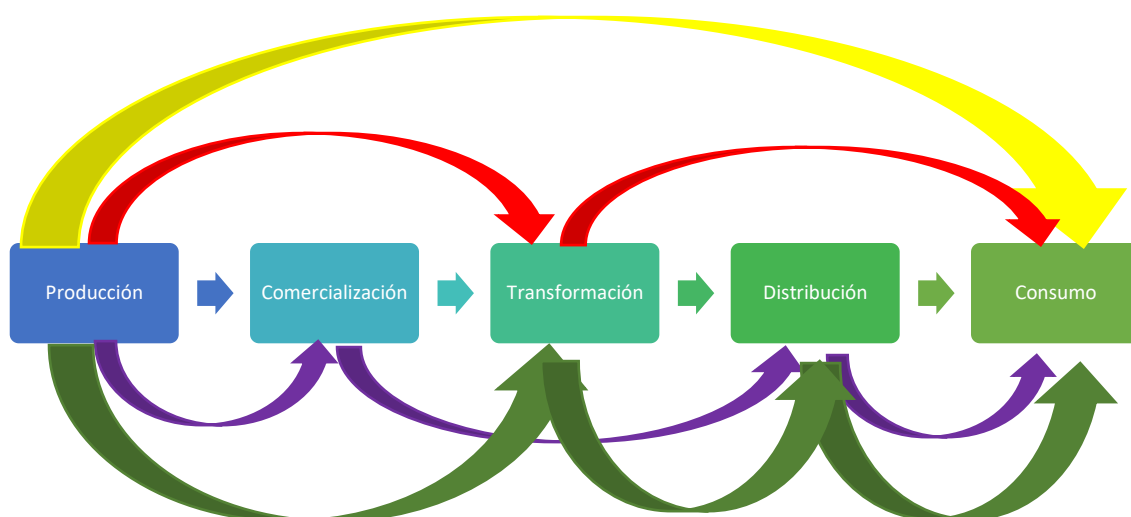 Producción
Comercialización
Transformación
Distribución
Consumo